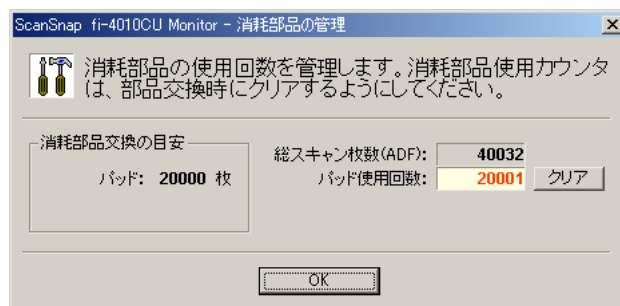 ScanSnap fi-4010CU Monitor - 消耗部品の管理
消耗部品の使用回数を管理します。消耗部品使用カウンタ
は、部品交換時にクリアするようにしてください。
消耗部品交換の目安
パッド: 20000 枚
総スキャン枚数(ADF): 40032
パッド使用回数: 20001 クリア
OK